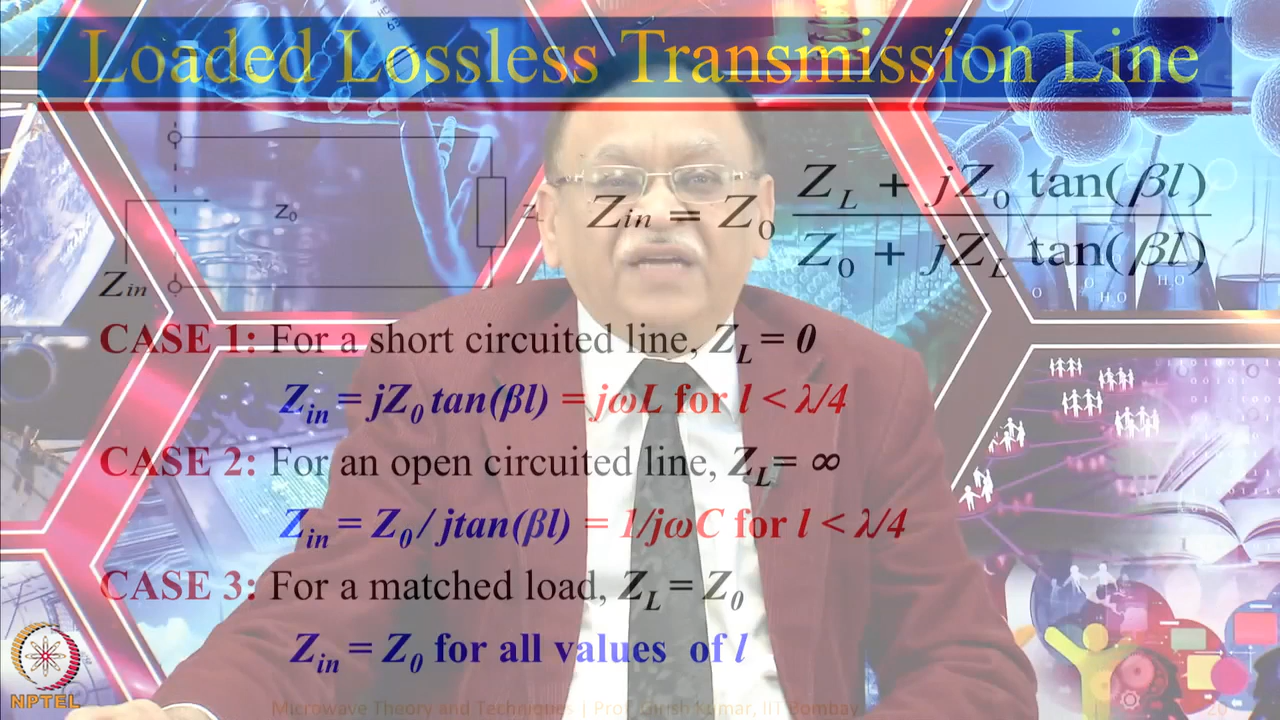 Loaded Lossless Transmission Line
Z0
ZL
Zin
Zin = Z0 (ZL + jZ0 tan(βl)) / (Z0 + jZL tan(βl))
CASE 1: For a short circuited line, ZL = 0
Zin = jZ0 tan(βl) = jωL for l < λ/4
CASE 2: For an open circuited line, ZL = ∞
Zin = Z0 / jtan(βl) = 1/jωC for l < λ/4
CASE 3: For a matched load, ZL = Z0
Zin = Z0 for all values of l
NPTEL
Microwave Theory and Techniques | Prof. Girish Kumar, IIT Bombay